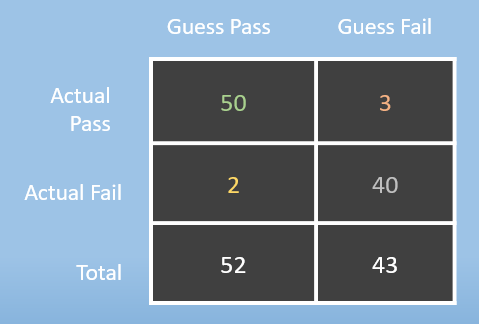 Guess Pass Guess Fail
Actual
Pass
50 3
Actual Fail 2 40
Total 52 43